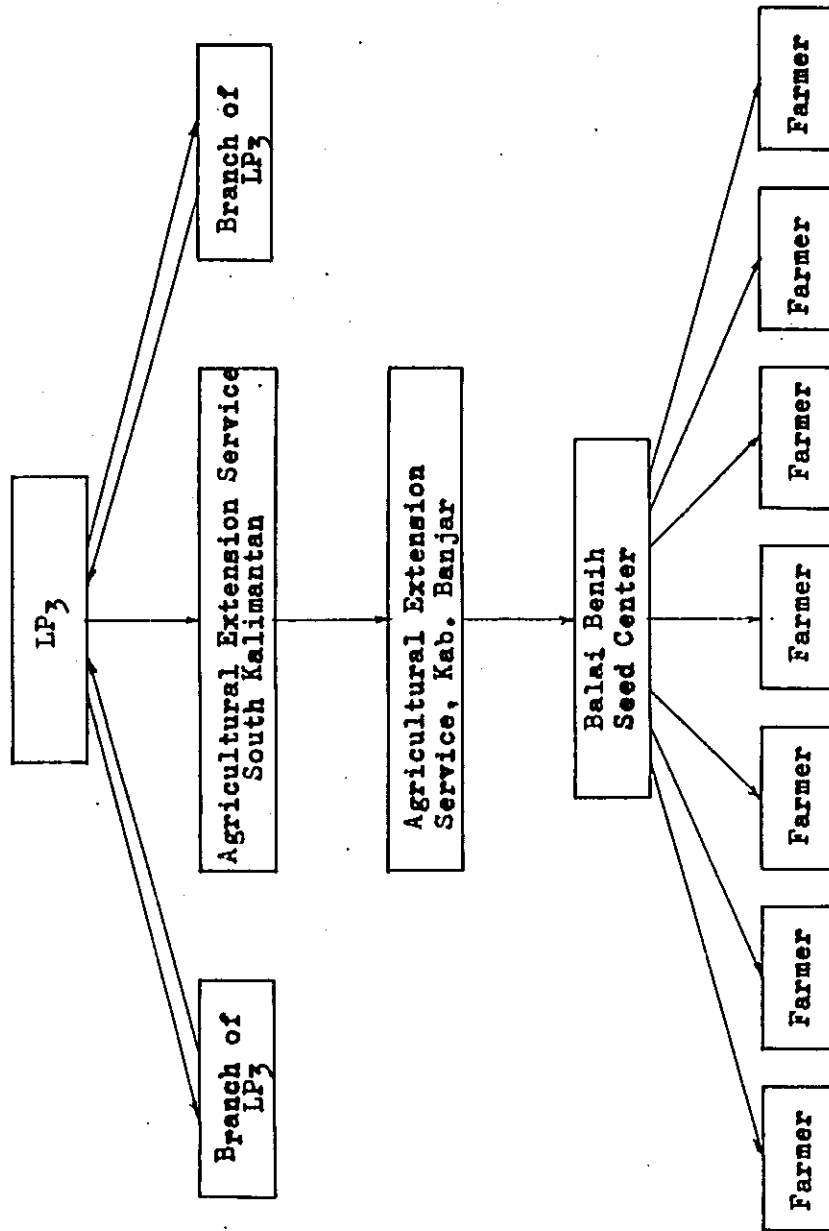 LP3
Branch of
LP3
Agricultural Extension Service
South Kalimantan
Branch of
LP3
Agricultural Extension
Service, Kab. Banjar
Balai Benih
Seed Center
Farmer
Farmer
Farmer
Farmer
Farmer
Farmer
Farmer